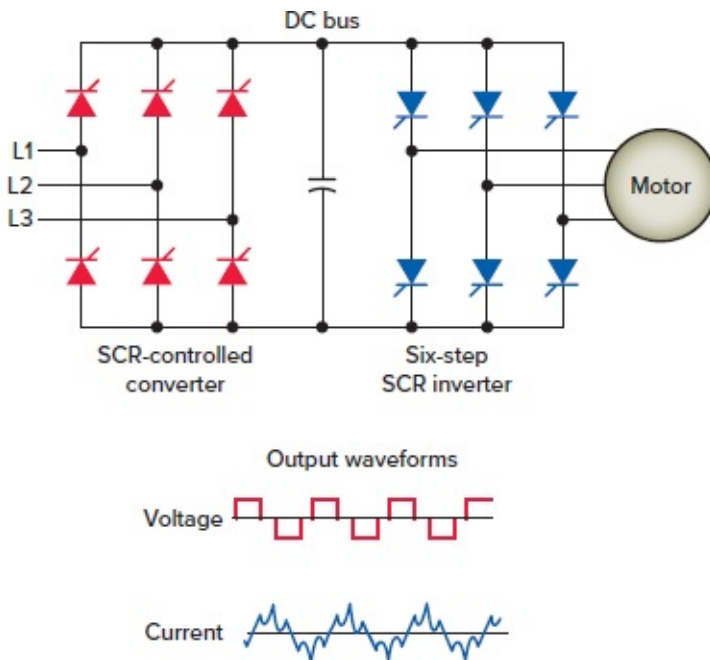 DC bus
L1
L2
L3
Motor
SCR-controlled
converter
Six-step
SCR inverter
Output waveforms
Voltage
Current